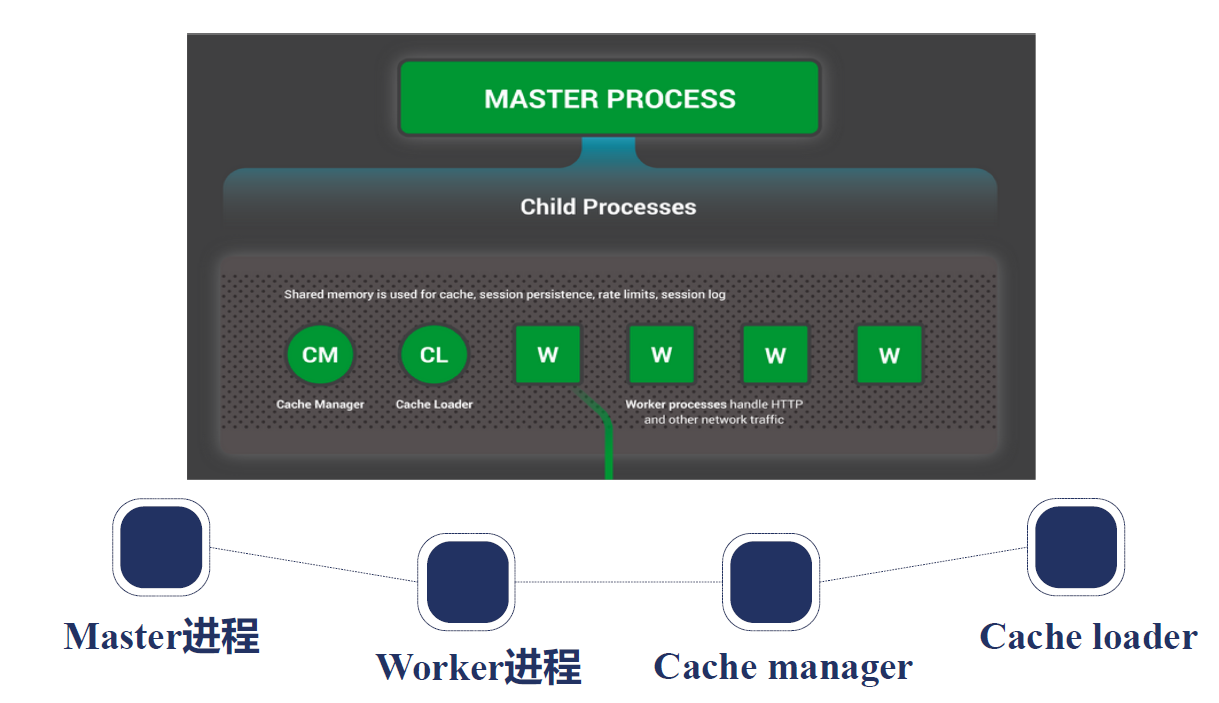 MASTER PROCESS
Child Processes
Shared memory is used for cache, session persistence, rate limits, session log
CM
CL
W
W
W
W
Cache Manager
Cache Loader
Worker processes handle HTTP
and other network traffic
Master进程
Worker进程
Cache manager
Cache loader